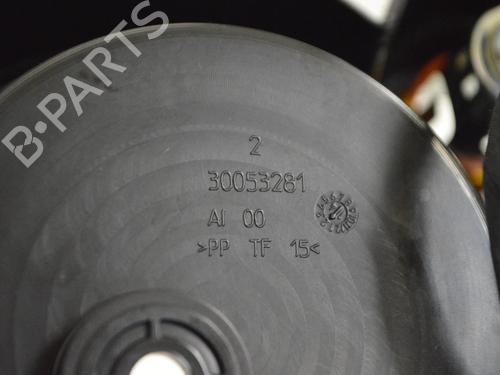 B-PARTS
2
30053281
AI 00
>PP TF 15<